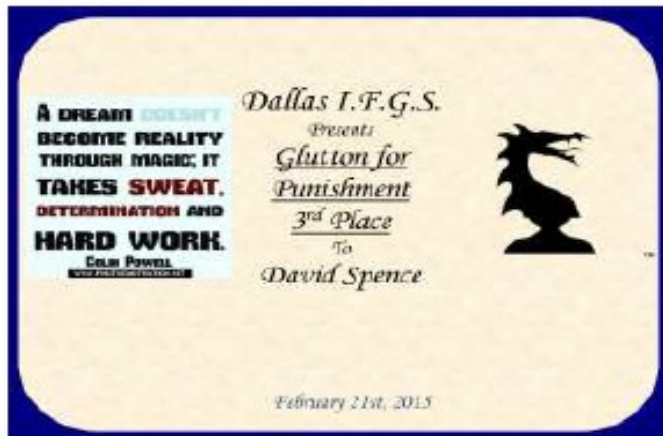 A DREAM DOESN'T
BECOME REALITY
THROUGH MAGIC; IT
TAKES SWEAT,
DETERMINATION AND
HARD WORK.
COLIN POWELL
Dallas I.F.G.S.
Presents
Glutton for
Punishment
3rd Place
To
David Spence
TM
February 21st, 2015